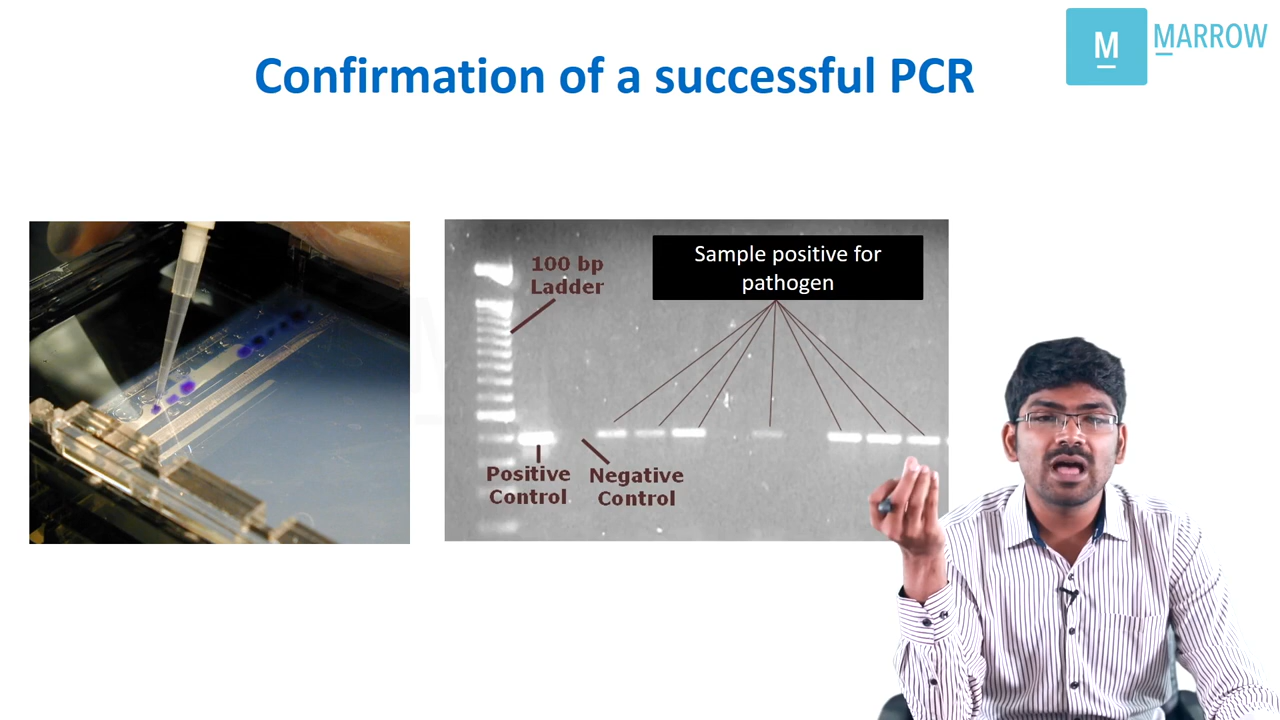 Confirmation of a successful PCR
M
MARROW
100 bp
Ladder
Sample positive for
pathogen
Positive
Control
Negative
Control